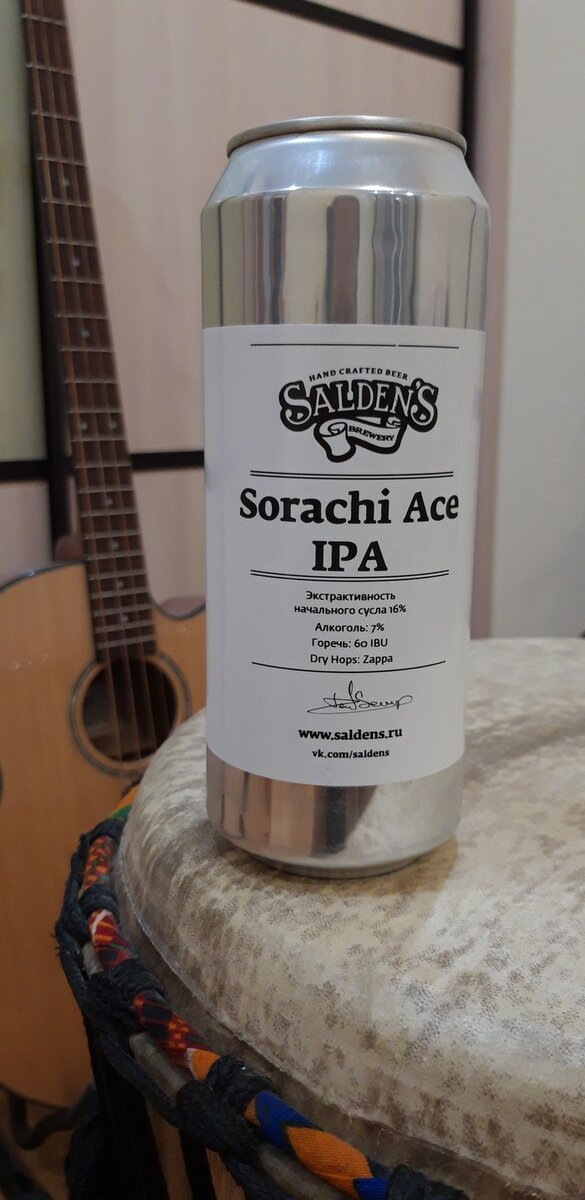 HAND CRAFTED BEER
SALDEN'S
BREWERY
Sorachi Ace
IPA
Экстрактивность
начального сусла 16%
Алкоголь: 7%
Горечь: 60 IBU
Dry Hops: Zappa
www.saldens.ru
vk.com/saldens